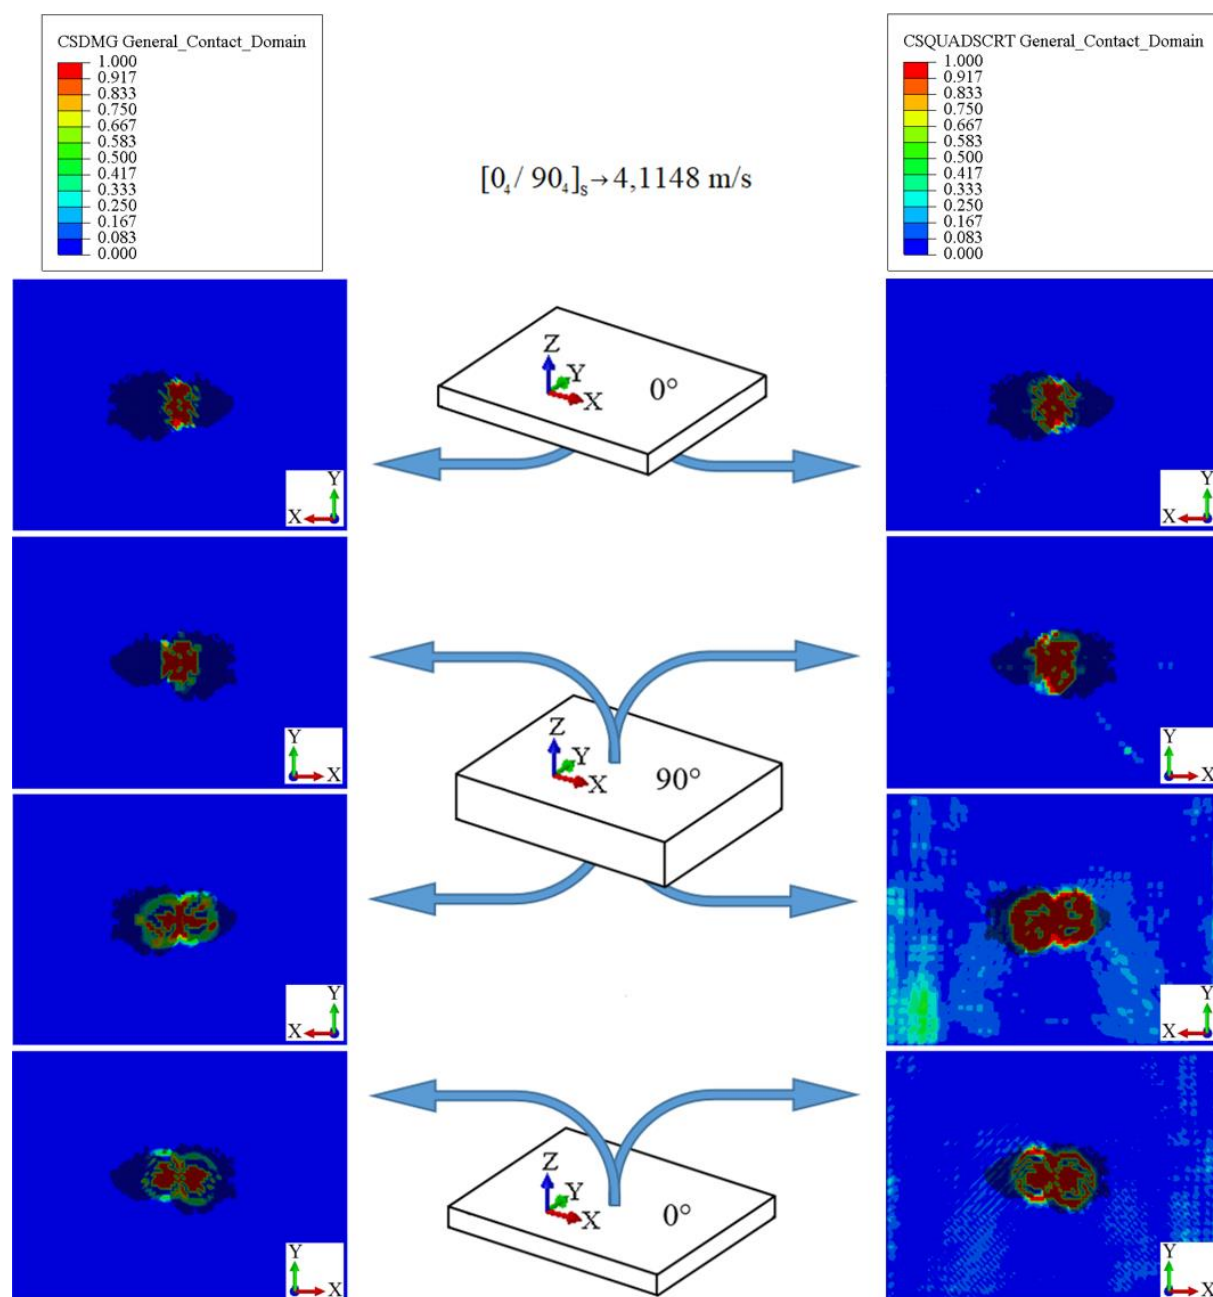 CSDMG General_Contact_Domain
1.000
0.917
0.833
0.750
0.667
0.583
0.500
0.417
0.333
0.250
0.167
0.083
0.000
[0₄/ 90₄]ₛ→4,1148 m/s
CSQUADSCRT General_Contact_Domain
1.000
0.917
0.833
0.750
0.667
0.583
0.500
0.417
0.333
0.250
0.167
0.083
0.000
Y
X
Z
Y
X
0°
Y
X
Y
X
Z
Y
X
90°
Y
X
Y
X
Y
X
Y
X
Z
Y
X
0°
Y
X